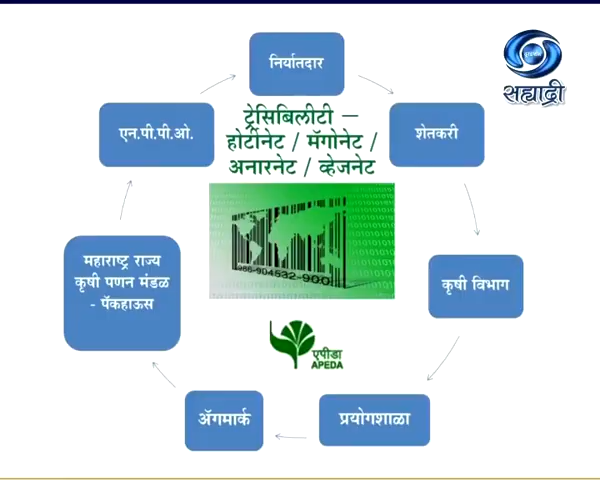 निर्यातदार
सह्याद्री
ट्रेसिबिलीटी –
होर्टीनेट / मॅगोनेट /
अनारनेट / व्हेजनेट
एन.पी.पी.ओ.
शेतकरी
महाराष्ट्र राज्य
कृषी पणन मंडळ
- पॅकहाऊस
कृषी विभाग
एपीडा
APEDA
ॲगमार्क
प्रयोगशाळा